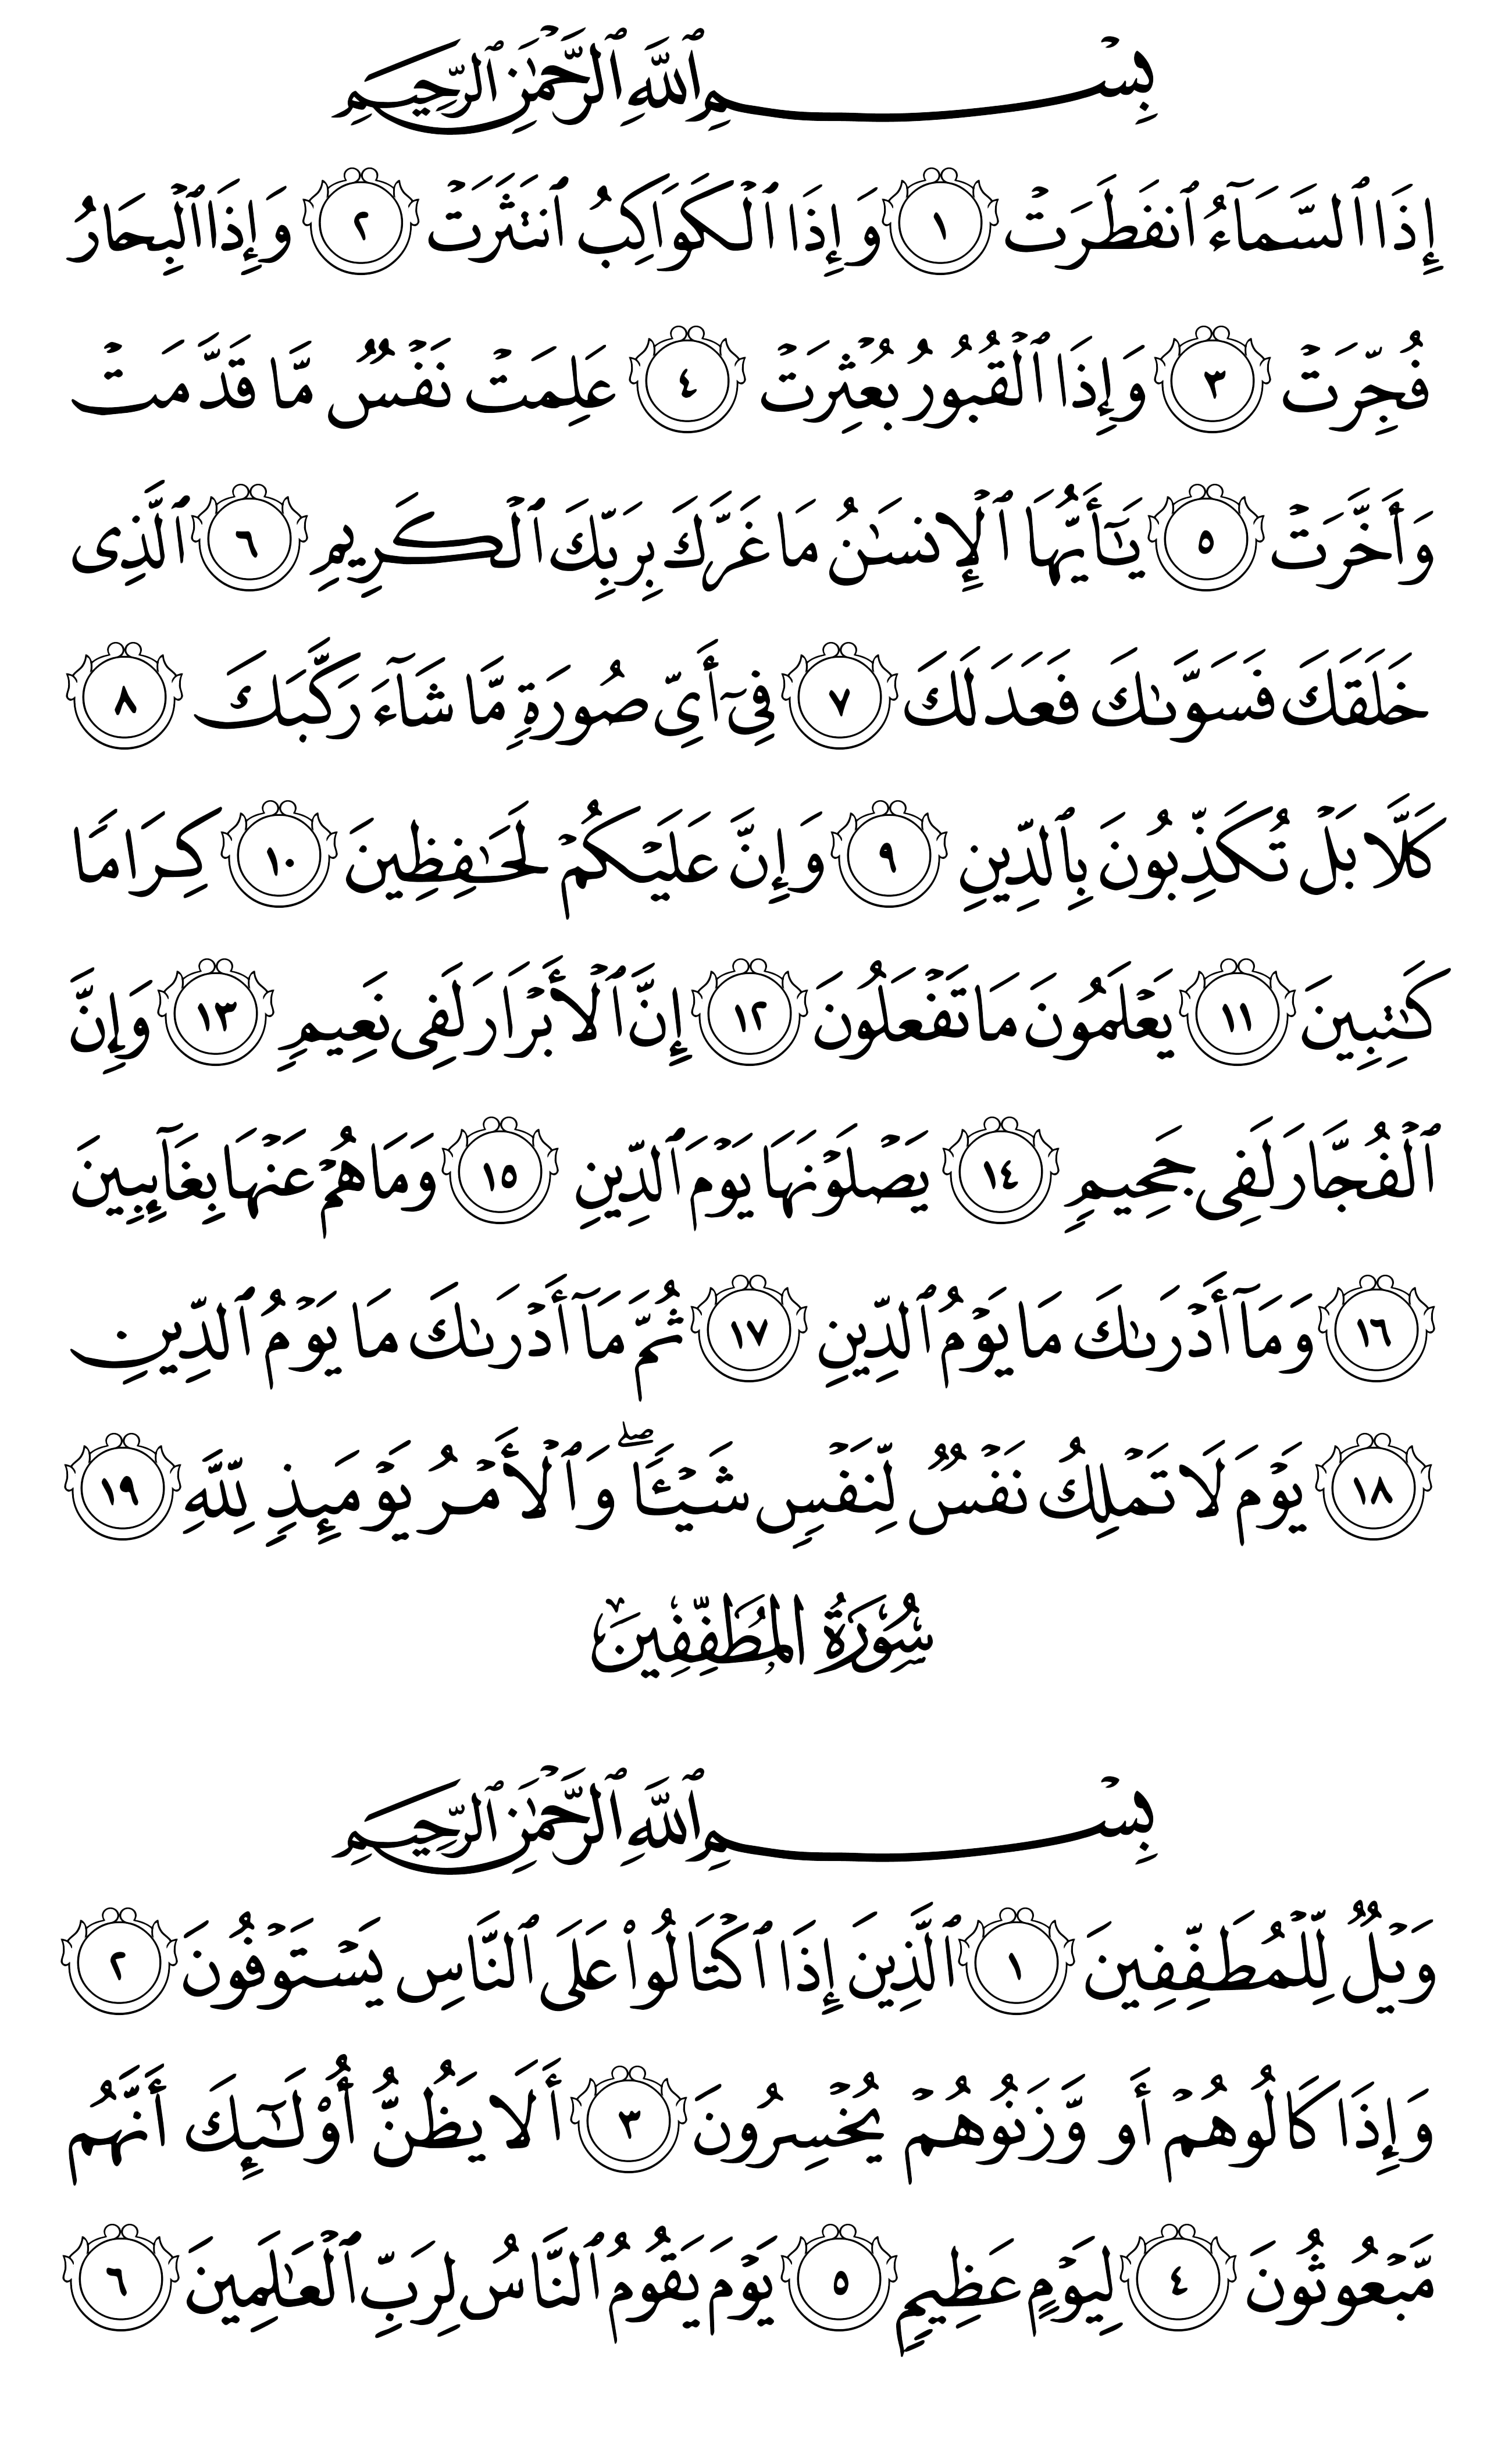 بِسْمِ ٱللَّهِ ٱلرَّحْمَٰنِ ٱلرَّحِيمِ
إِذَا ٱلسَّمَآءُ ٱنفَطَرَتْ ١ وَإِذَا ٱلْكَوَاكِبُ ٱنتَثَرَتْ ٢ وَإِذَا ٱلْبِحَارُ
فُجِّرَتْ ٣ وَإِذَا ٱلْقُبُورُ بُعْثِرَتْ ٤ عَلِمَتْ نَفْسٌ مَّا قَدَّمَتْ
وَأَخَّرَتْ ٥ يَٰٓأَيُّهَا ٱلْإِنسَٰنُ مَا غَرَّكَ بِرَبِّكَ ٱلْكَرِيمِ ٦ ٱلَّذِى
خَلَقَكَ فَسَوَّىٰكَ فَعَدَلَكَ ٧ فِىٓ أَىِّ صُورَةٍ مَّا شَآءَ رَكَّبَكَ ٨
كَلَّا بَلْ تُكَذِّبُونَ بِٱلدِّينِ ٩ وَإِنَّ عَلَيْكُمْ لَحَٰفِظِينَ ١٠ كِرَامًا
كَٰتِبِينَ ١١ يَعْلَمُونَ مَا تَفْعَلُونَ ١٢ إِنَّ ٱلْأَبْرَارَ لَفِى نَعِيمٍ ١٣ وَإِنَّ
ٱلْفُجَّارَ لَفِى جَحِيمٍ ١٤ يَصْلَوْنَهَا يَوْمَ ٱلدِّينِ ١٥ وَمَا هُمْ عَنْهَا بِغَآئِبِينَ
١٦ وَمَآ أَدْرَىٰكَ مَا يَوْمُ ٱلدِّينِ ١٧ ثُمَّ مَآ أَدْرَىٰكَ مَا يَوْمُ ٱلدِّينِ
١٨ يَوْمَ لَا تَمْلِكُ نَفْسٌ لِّنَفْسٍ شَيْـًٔا ۖ وَٱلْأَمْرُ يَوْمَئِذٍ لِّلَّهِ ١٩
سُورَةُ المُطَفِّفِينَ
بِسْمِ ٱللَّهِ ٱلرَّحْمَٰنِ ٱلرَّحِيمِ
وَيْلٌ لِّلْمُطَفِّفِينَ ١ ٱلَّذِينَ إِذَا ٱكْتَالُوا۟ عَلَى ٱلنَّاسِ يَسْتَوْفُونَ ٢
وَإِذَا كَالُوهُمْ أَو وَّزَنُوهُمْ يُخْسِرُونَ ٣ أَلَا يَظُنُّ أُو۟لَٰٓئِكَ أَنَّهُم
مَّبْعُوثُونَ ٤ لِيَوْمٍ عَظِيمٍ ٥ يَوْمَ يَقُومُ ٱلنَّاسُ لِرَبِّ ٱلْعَٰلَمِينَ ٦